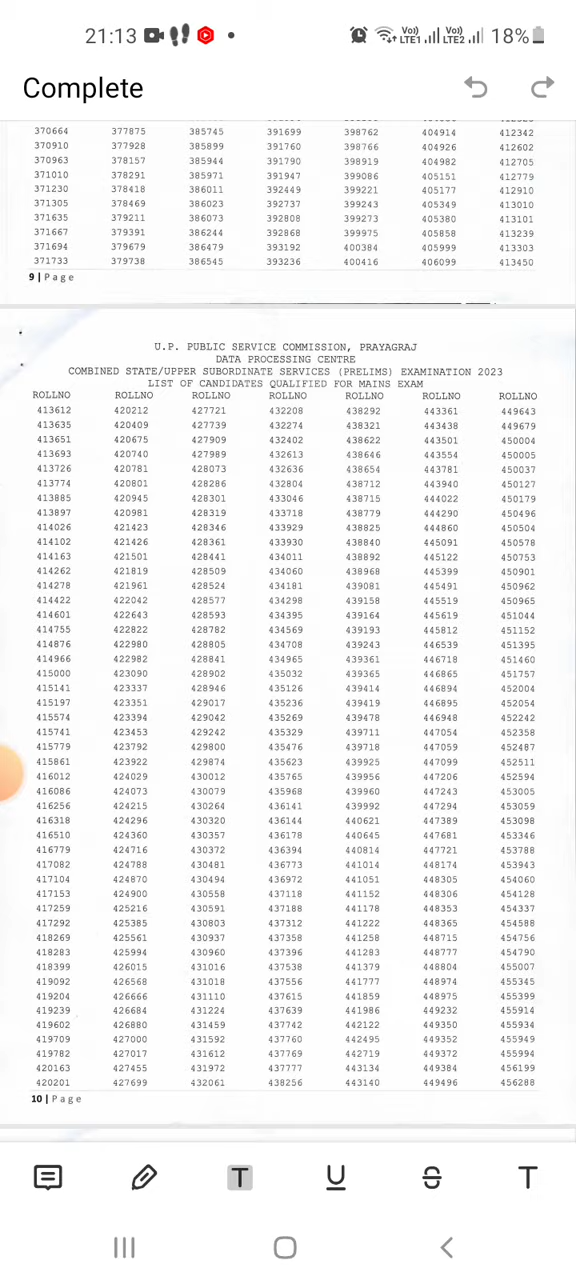 21:13 Vo)) LTE1 Vo)) LTE2 18%
Complete
370664 377875 385745 391699 398762 404914 412342
370910 377928 385899 391760 398766 404926 412602
370963 378157 385944 391790 398919 404982 412705
371010 378291 385971 391947 399086 405151 412779
371230 378418 386011 392449 399221 405177 412910
371305 378469 386023 392737 399243 405349 413010
371635 379211 386073 392808 399273 405380 413101
371667 379391 386244 392868 399975 405858 413239
371694 379679 386479 393192 400384 405999 413303
371733 379738 386545 393236 400416 406099 413450
9 | Page
U.P. PUBLIC SERVICE COMMISSION, PRAYAGRAJ
DATA PROCESSING CENTRE
COMBINED STATE/UPPER SUBORDINATE SERVICES (PRELIMS) EXAMINATION 2023
LIST OF CANDIDATES QUALIFIED FOR MAINS EXAM
ROLLNO ROLLNO ROLLNO ROLLNO ROLLNO ROLLNO ROLLNO
413612 420212 427721 432208 438292 443361 449643
413635 420409 427739 432274 438321 443438 449679
413651 420675 427909 432402 438622 443501 450004
413693 420740 427989 432613 438646 443554 450005
413726 420781 428073 432636 438654 443781 450037
413774 420801 428286 432804 438712 443940 450127
413885 420945 428301 433046 438715 444022 450179
413897 420981 428319 433718 438779 444290 450496
414026 421423 428346 433929 438825 444860 450504
414102 421426 428361 433930 438840 445091 450578
414163 421501 428441 434011 438892 445122 450753
414262 421819 428509 434060 438968 445399 450901
414278 421961 428524 434181 439081 445491 450962
414422 422042 428577 434298 439158 445519 450965
414601 422643 428593 434395 439164 445619 451044
414755 422822 428782 434569 439193 445812 451152
414876 422980 428805 434708 439243 446539 451395
414966 422982 428841 434965 439361 446718 451460
415000 423090 428902 435032 439365 446865 451757
415141 423337 428946 435126 439414 446894 452004
415197 423351 429017 435236 439419 446895 452054
415574 423394 429042 435269 439478 446948 452242
415741 423453 429242 435329 439711 447054 452358
415779 423792 429800 435476 439718 447059 452487
415861 423922 429874 435623 439925 447099 452511
416012 424029 430012 435765 439956 447206 452594
416086 424073 430079 435968 439960 447243 453005
416256 424215 430264 436141 439992 447294 453059
416318 424296 430320 436144 440621 447389 453098
416510 424360 430357 436178 440645 447681 453346
416779 424716 430372 436394 440814 447721 453788
417082 424788 430481 436773 441014 448174 453943
417104 424870 430494 436972 441051 448305 454060
417153 424900 430558 437118 441152 448306 454128
417259 425216 430591 437188 441178 448353 454337
417292 425385 430803 437312 441222 448365 454588
418269 425561 430937 437358 441258 448715 454756
418283 425994 430960 437396 441283 448777 454790
418399 426015 431016 437538 441379 448804 455007
419092 426568 431018 437556 441777 448974 455345
419204 426666 431110 437615 441859 448975 455399
419239 426684 431224 437639 441986 449232 455914
419602 426880 431459 437742 442122 449350 455934
419709 427000 431592 437760 442495 449352 455949
419782 427017 431612 437769 442719 449372 455994
420163 427455 431972 437777 443134 449384 456199
420201 427699 432061 438256 443140 449496 456288
10 | Page
T U S T